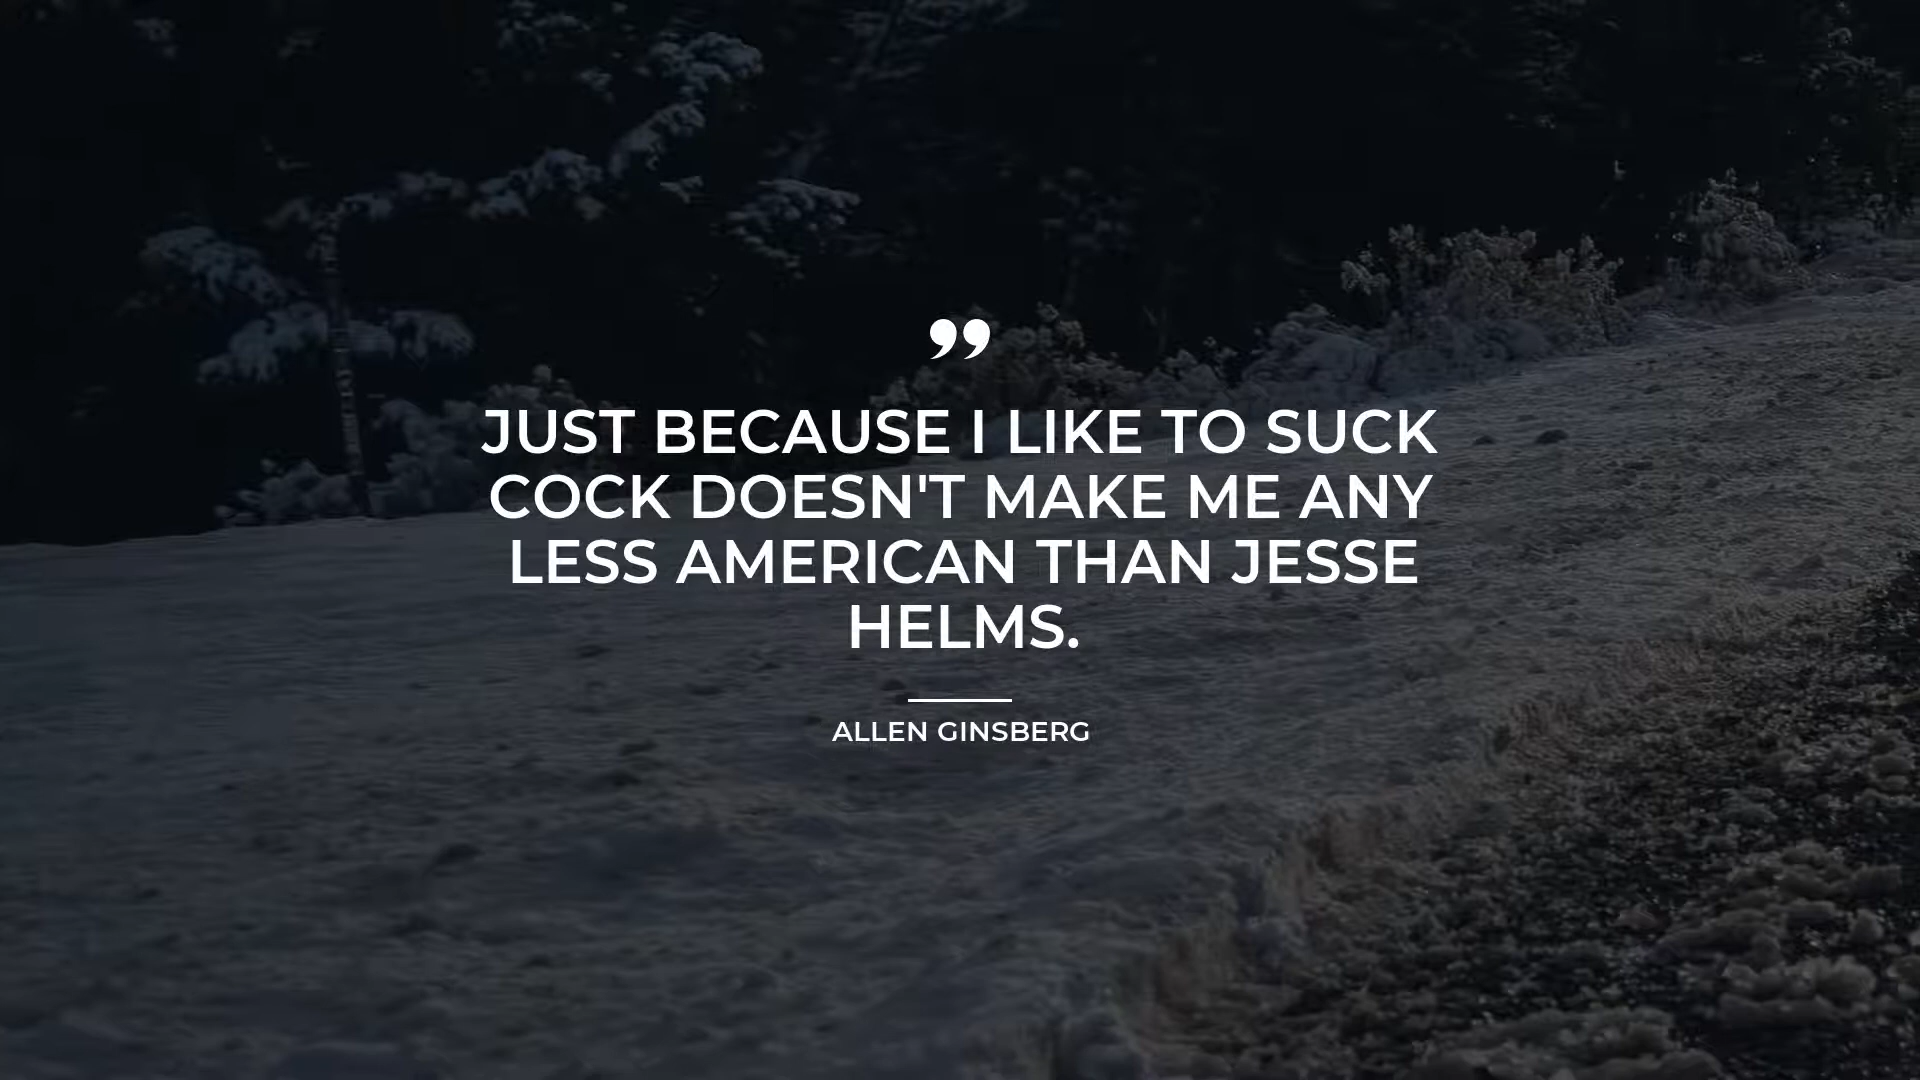 ”
JUST BECAUSE I LIKE TO SUCK
COCK DOESN'T MAKE ME ANY
LESS AMERICAN THAN JESSE
HELMS.
ALLEN GINSBERG